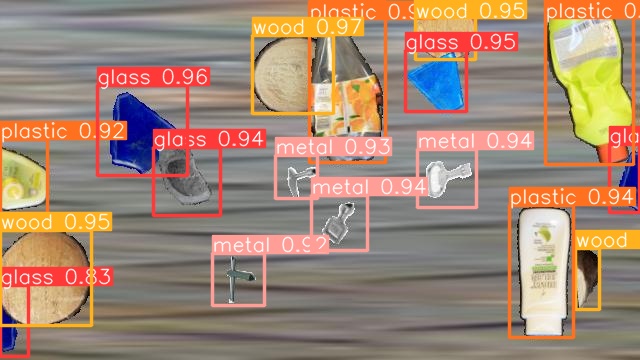 plastic 0.9
wood 0.95
plastic 0.
wood 0.97
glass 0.95
glass 0.96
plastic 0.92
glass 0.94
metal 0.93
metal 0.94
gla
metal 0.94
plastic 0.94
wood 0.95
metal 0.92
wood
glass 0.83